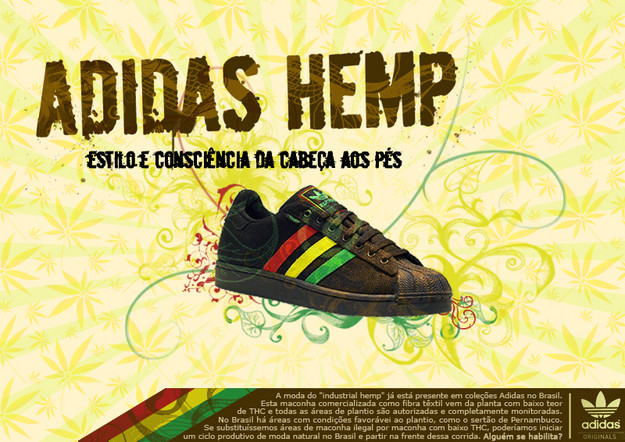 ADIDAS HEMP
ESTILO E CONSCIÊNCIA DA CABEÇA AOS PÉS
A moda do "industrial hemp" já está presente em coleções Adidas no Brasil.
Esta maconha comercializada como fibra têxtil vem da planta com baixo teor
de THC e todas as áreas de plantio são autorizadas e completamente monitoradas.
No Brasil há áreas com condições favorávei ao plantio, como o sertão de Pernambuco.
Se substituíssemos áreas de maconha ilegal por maconha com baixo THC, poderíamos iniciar
um ciclo produtivo de moda natural no Brasil e partir na frente dessa corrida. Alguém se habilita?
adidas
ORIGINALS